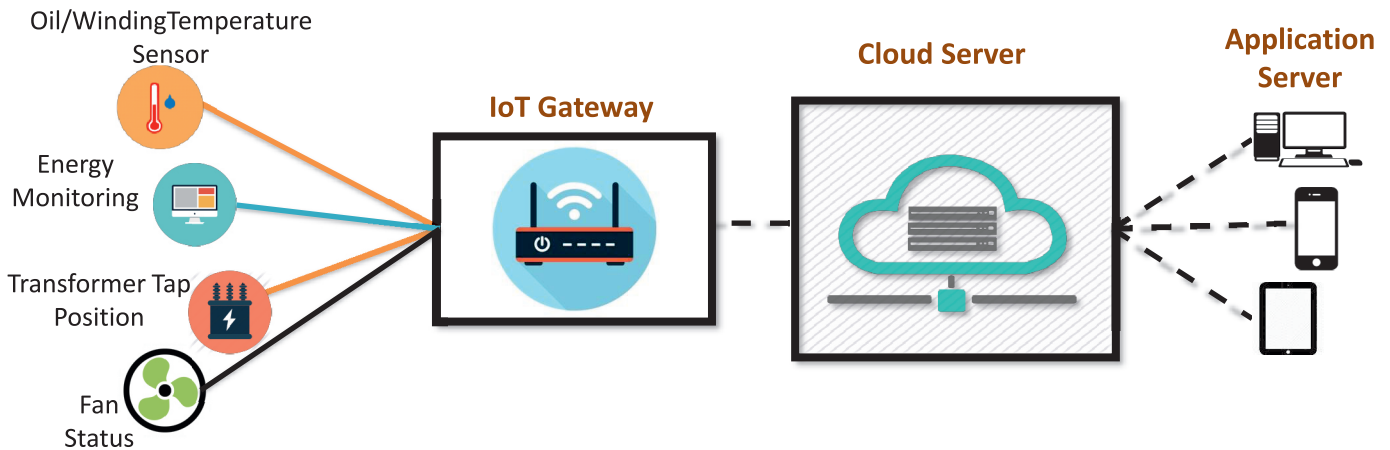 Oil/WindingTemperature
Sensor
Energy
Monitoring
Transformer Tap
Position
Fan
Status
IoT Gateway
Cloud Server
Application
Server